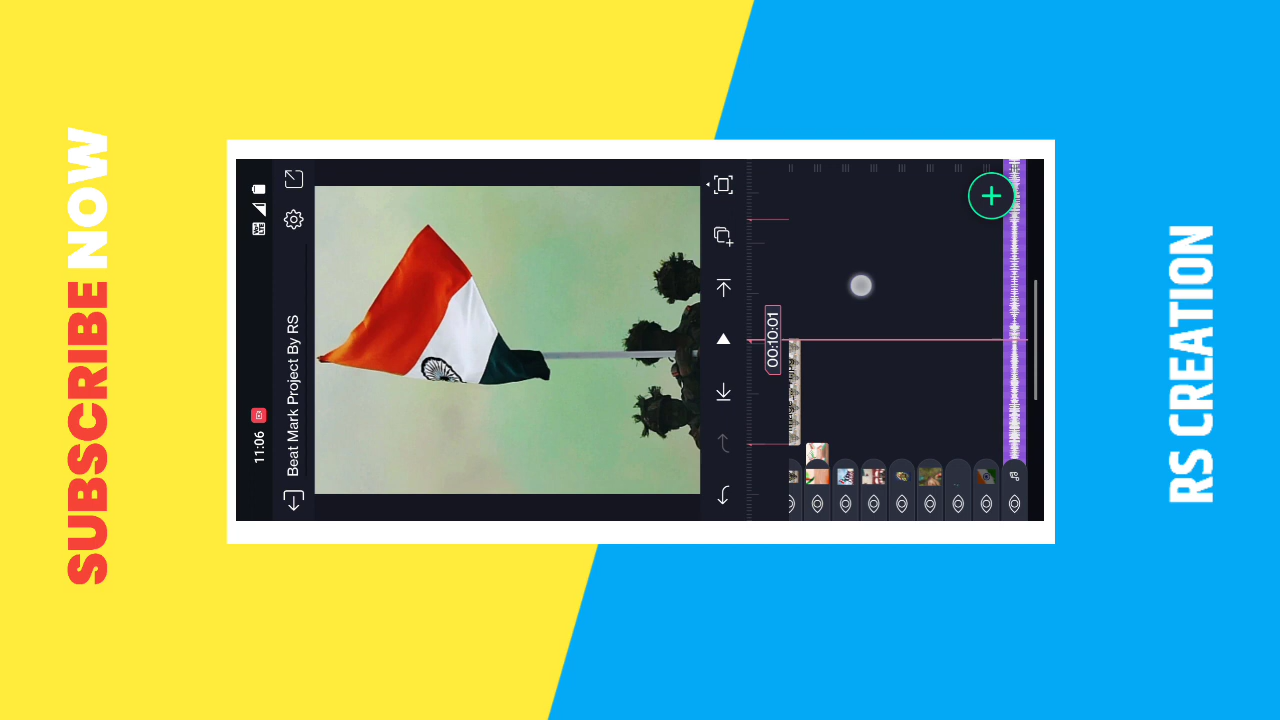 SUBSCRIBE NOW
11:06
Beat Mark Project By RS
00:10:01
RS CREATION